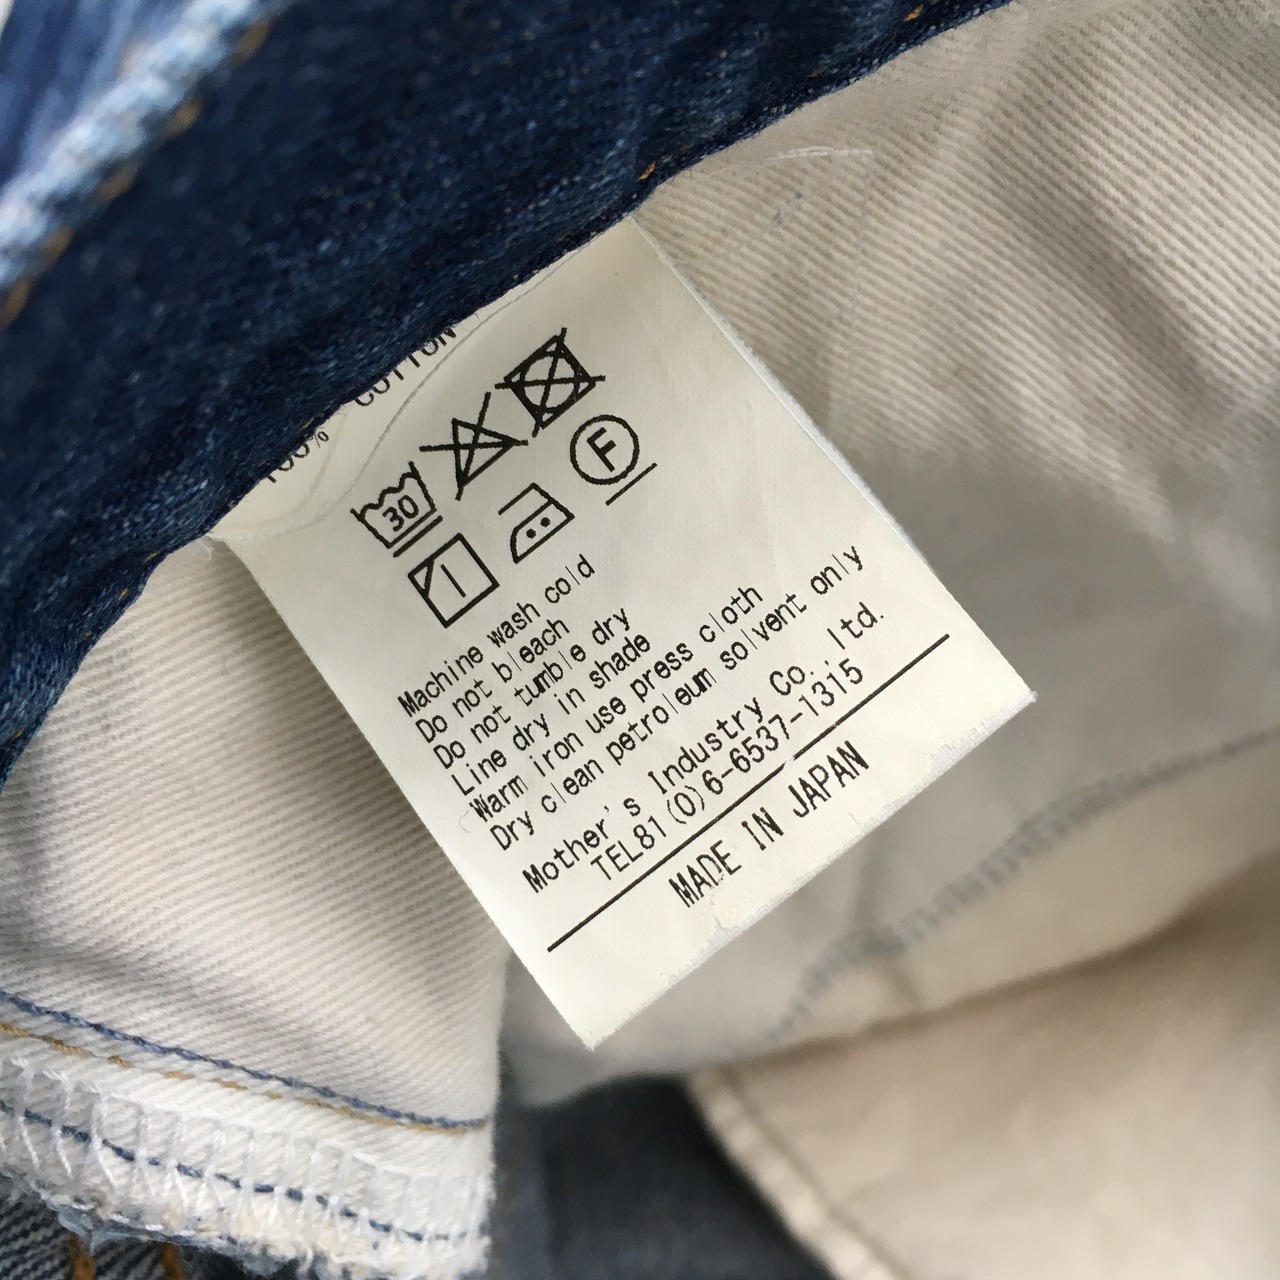 100% COTTON
30
F
Machine wash cold
Do not bleach
Do not tumble dry
Line dry in shade
Warm iron use press cloth
Dry clean petroleum solvent only
Mother's Industry Co., ltd.
TEL81(0)6-6537-1315
MADE IN JAPAN